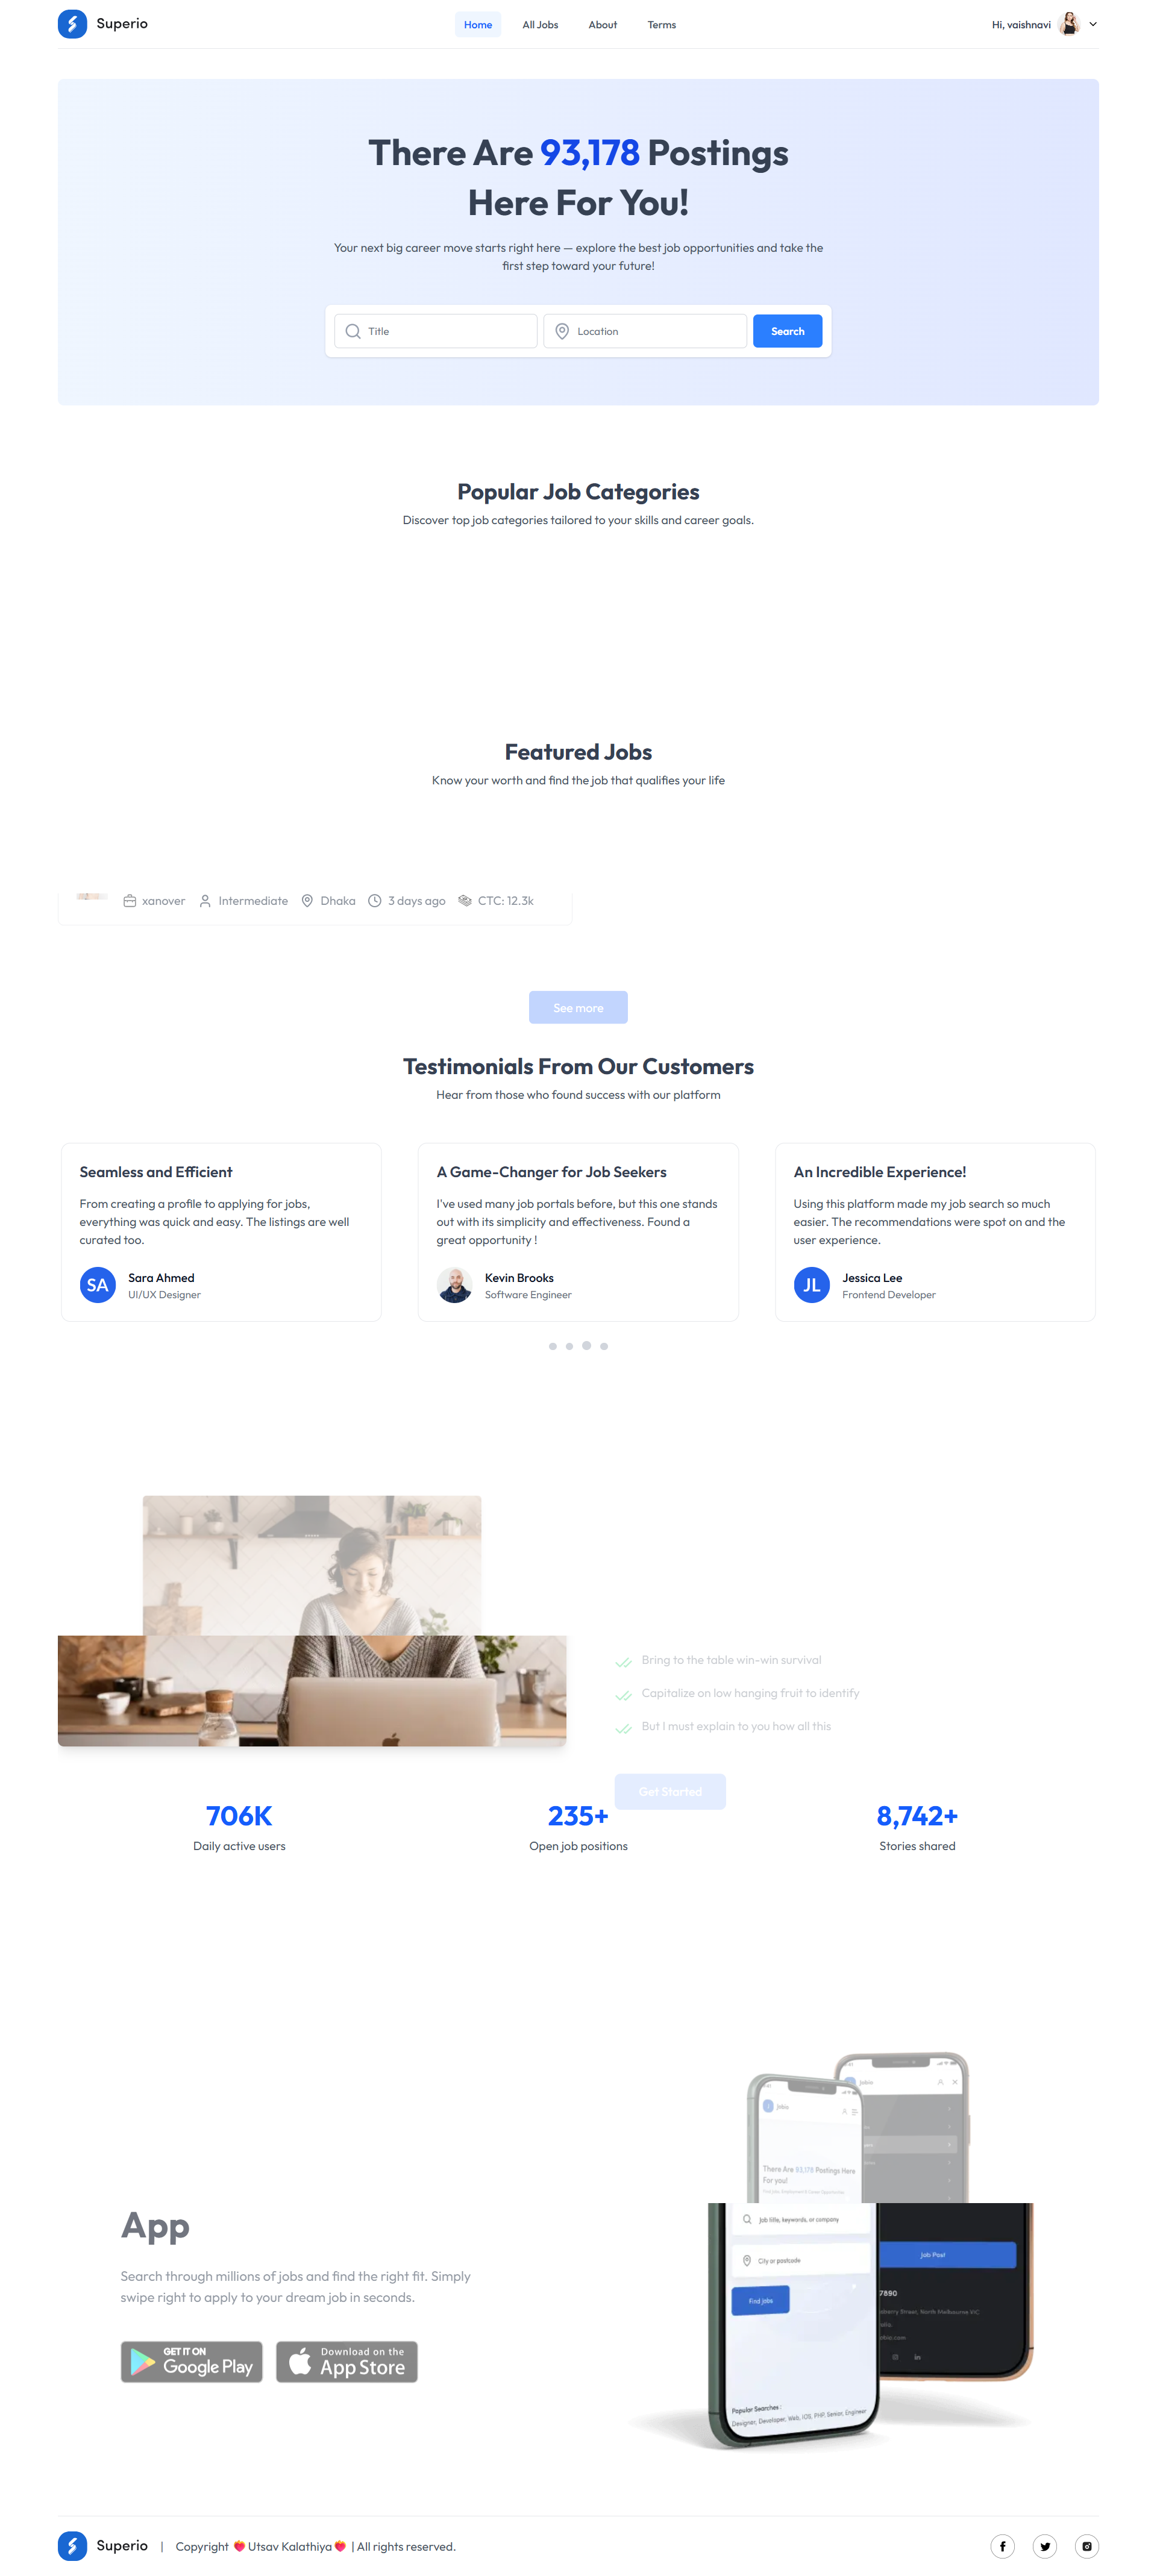 Superio
Home
All Jobs
About
Terms
Hi, vaishnavi
There Are 93,178 Postings
Here For You!
Your next big career move starts right here — explore the best job opportunities and take the
first step toward your future!
Title
Location
Search
Popular Job Categories
Discover top job categories tailored to your skills and career goals.
Featured Jobs
Know your worth and find the job that qualifies your life
xanover
Intermediate
Dhaka
3 days ago
CTC: 12.3k
See more
Testimonials From Our Customers
Hear from those who found success with our platform
Seamless and Efficient
From creating a profile to applying for jobs,
everything was quick and easy. The listings are well
curated too.
SA
Sara Ahmed
UI/UX Designer
A Game-Changer for Job Seekers
I've used many job portals before, but this one stands
out with its simplicity and effectiveness. Found a
great opportunity !
Kevin Brooks
Software Engineer
An Incredible Experience!
Using this platform made my job search so much
easier. The recommendations were spot on and the
user experience.
JL
Jessica Lee
Frontend Developer
Bring to the table win-win survival
Capitalize on low hanging fruit to identify
But I must explain to you how all this
Get Started
706K
Daily active users
235+
Open job positions
8,742+
Stories shared
App
Search through millions of jobs and find the right fit. Simply
swipe right to apply to your dream job in seconds.
GET IT ON
Google Play
Download on the
App Store
Jobio
Jobio
There Are 93,178 Postings Here
For you!
Job title, keywords, or company
City or postcode
Find Jobs
Job Post
7890
North Melbourne VIC
Popular Searches :
Designer, Developer, Web, iOS, PHP, Senior, Engineer
Superio
|
Copyright 💝 Utsav Kalathiya 💝 | All rights reserved.